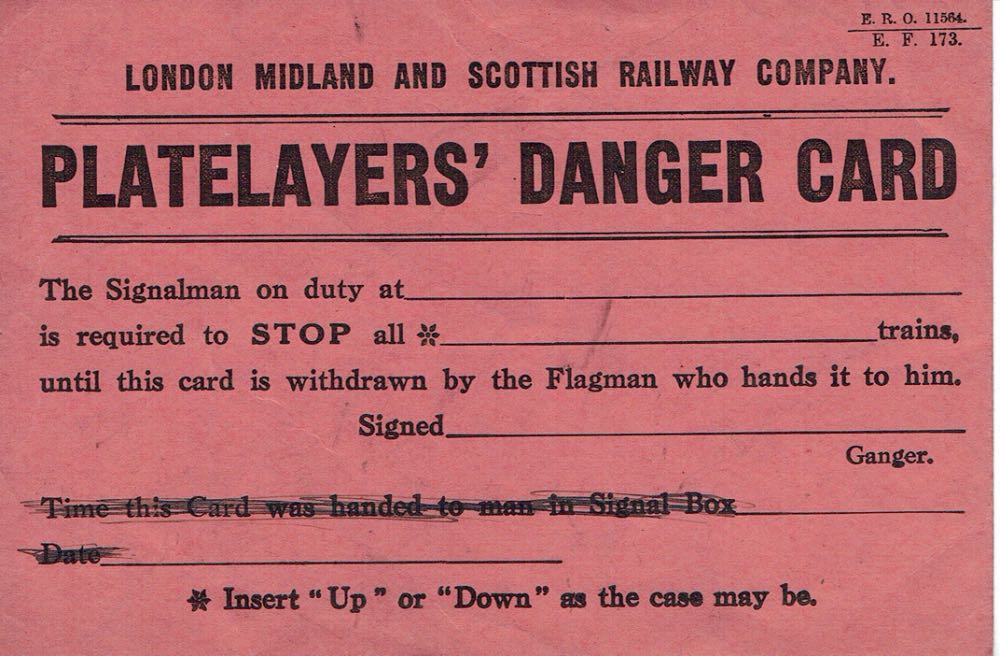 E. R. O. 11564.
E. F. 173.
LONDON MIDLAND AND SCOTTISH RAILWAY COMPANY.
PLATELAYERS' DANGER CARD
The Signalman on duty at
is required to STOP all ✲ trains,
until this card is withdrawn by the Flagman who hands it to him.
Signed
Ganger.
Time this Card was handed to man in Signal Box
Date
✲ Insert "Up" or "Down" as the case may be.